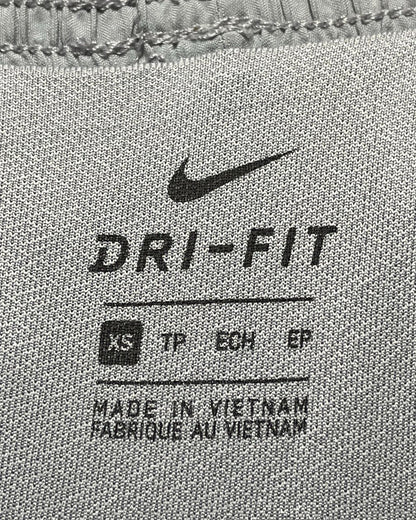 DRI-FIT
XS TP ECH EP
MADE IN VIETNAM
FABRIQUE AU VIETNAM